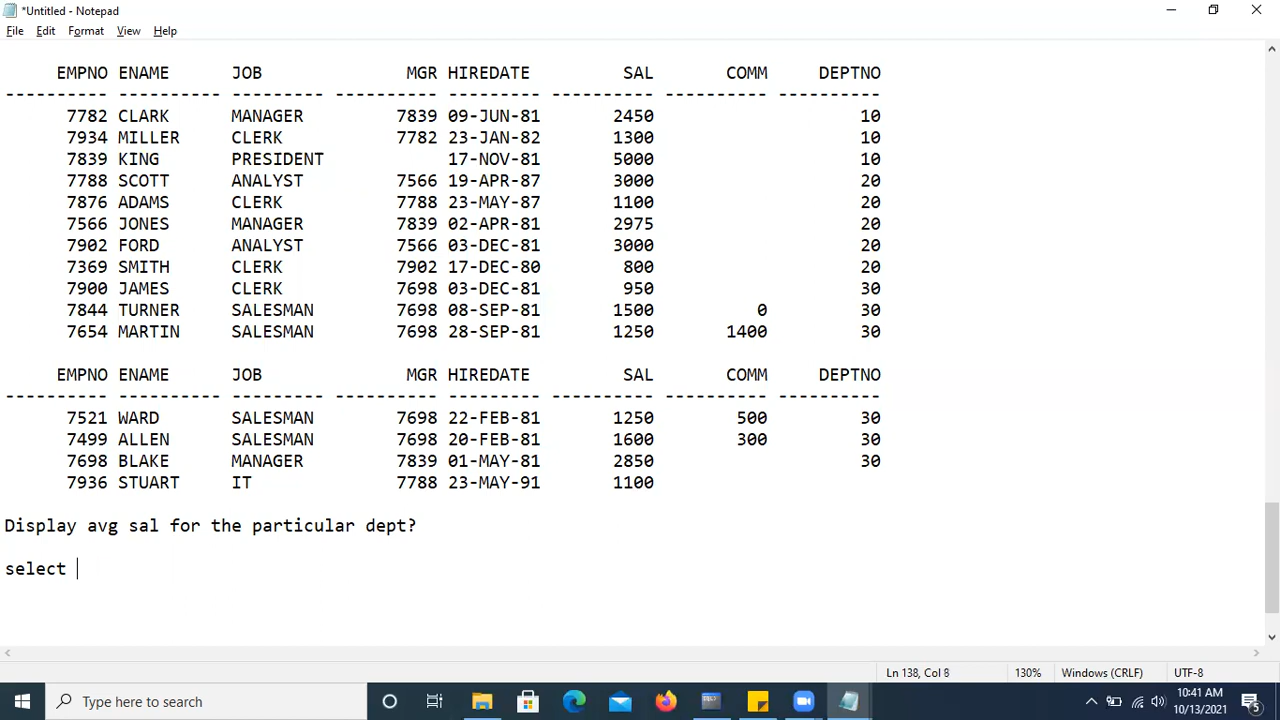 *Untitled - Notepad
File Edit Format View Help
EMPNO ENAME JOB MGR HIREDATE SAL COMM DEPTNO
---------- ---------- --------- ---------- --------- ---------- ---------- ----------
7782 CLARK MANAGER 7839 09-JUN-81 2450 10
7934 MILLER CLERK 7782 23-JAN-82 1300 10
7839 KING PRESIDENT 17-NOV-81 5000 10
7788 SCOTT ANALYST 7566 19-APR-87 3000 20
7876 ADAMS CLERK 7788 23-MAY-87 1100 20
7566 JONES MANAGER 7839 02-APR-81 2975 20
7902 FORD ANALYST 7566 03-DEC-81 3000 20
7369 SMITH CLERK 7902 17-DEC-80 800 20
7900 JAMES CLERK 7698 03-DEC-81 950 30
7844 TURNER SALESMAN 7698 08-SEP-81 1500 0 30
7654 MARTIN SALESMAN 7698 28-SEP-81 1250 1400 30
EMPNO ENAME JOB MGR HIREDATE SAL COMM DEPTNO
---------- ---------- --------- ---------- --------- ---------- ---------- ----------
7521 WARD SALESMAN 7698 22-FEB-81 1250 500 30
7499 ALLEN SALESMAN 7698 20-FEB-81 1600 300 30
7698 BLAKE MANAGER 7839 01-MAY-81 2850 30
7936 STUART IT 7788 23-MAY-91 1100
Display avg sal for the particular dept?
select
Ln 138, Col 8 130% Windows (CRLF) UTF-8
Type here to search
10:41 AM
10/13/2021
5